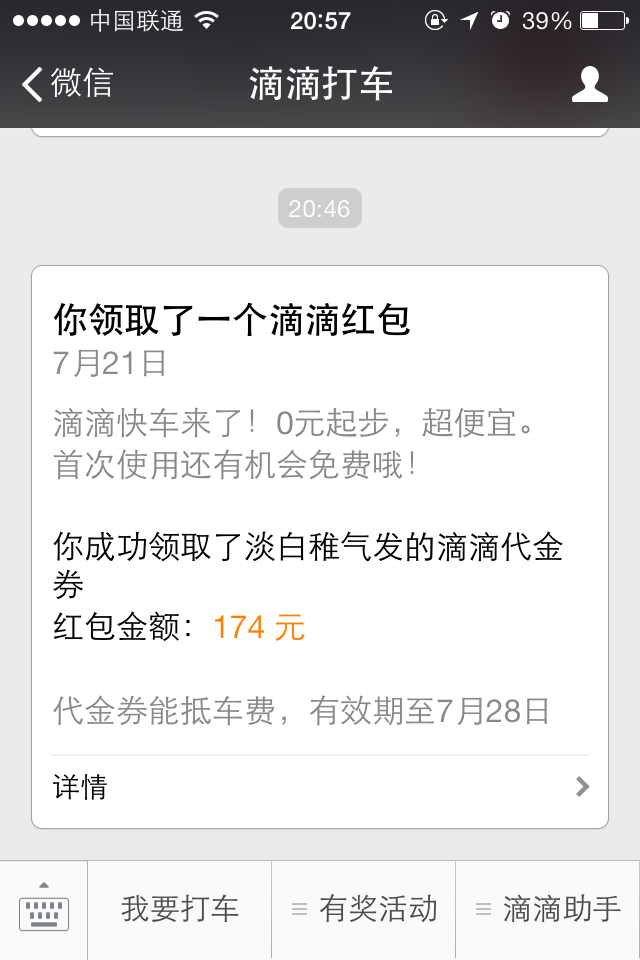 中国联通 20:57 39%
微信 滴滴打车
20:46
你领取了一个滴滴红包
7月21日
滴滴快车来了！0元起步，超便宜。
首次使用还有机会免费哦！
你成功领取了淡白稚气发的滴滴代金
券
红包金额：174 元
代金券能抵车费，有效期至7月28日
详情
我要打车 有奖活动 滴滴助手